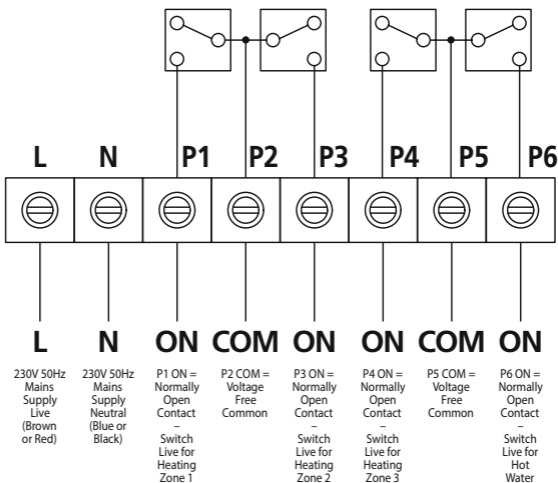 L N P1 P2 P3 P4 P5 P6
L N ON COM ON ON COM ON
230V 50Hz
Mains
Supply
Live
(Brown
or Red)
230V 50Hz
Mains
Supply
Neutral
(Blue or
Black)
P1 ON =
Normally
Open
Contact
–
Switch
Live for
Heating
Zone 1
P2 COM =
Voltage
Free
Common
P3 ON =
Normally
Open
Contact
–
Switch
Live for
Heating
Zone 2
P4 ON =
Normally
Open
Contact
–
Switch
Live for
Heating
Zone 3
P5 COM =
Voltage
Free
Common
P6 ON =
Normally
Open
Contact
–
Switch
Live for
Hot
Water